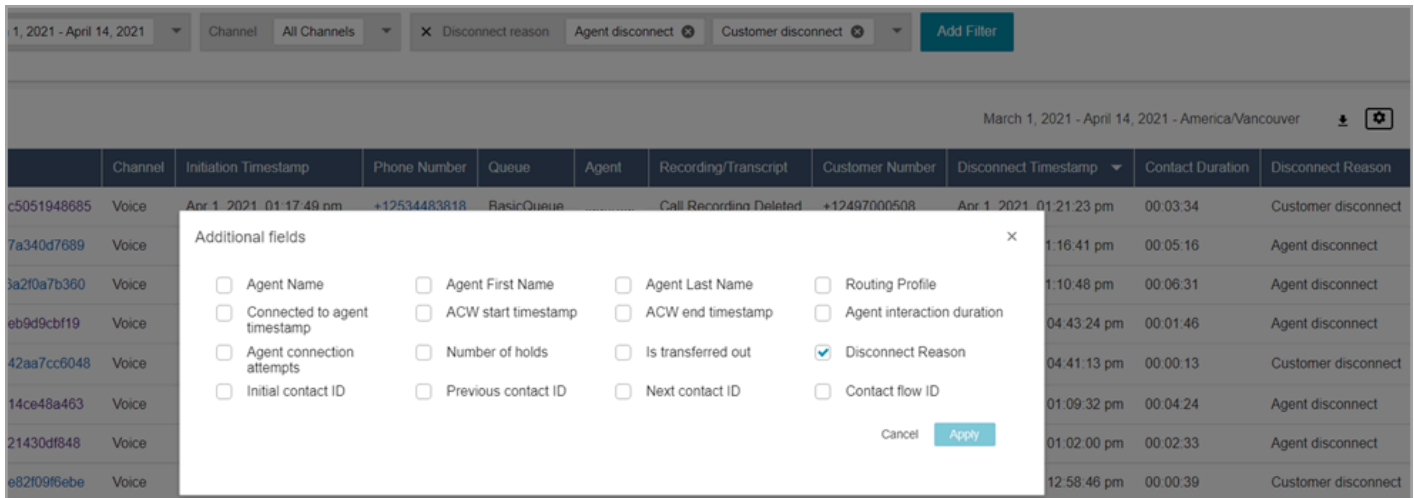 1, 2021 - April 14, 2021 Channel All Channels Disconnect reason Agent disconnect Customer disconnect Add Filter
March 1, 2021 - April 14, 2021 - America/Vancouver
Channel Initiation Timestamp Phone Number Queue Agent Recording/Transcript Customer Number Disconnect Timestamp Contact Duration Disconnect Reason
c5051948685 Voice Apr 1, 2021, 01:17:49 pm +12534483818 BasicQueue Call Recording Deleted +12497000508 Apr 1, 2021, 01:21:23 pm 00:03:34 Customer disconnect
7a340d7689 Voice 1:16:41 pm 00:05:16 Agent disconnect
6a2f0a7b360 Voice 1:10:48 pm 00:06:31 Agent disconnect
eb9d9cbf19 Voice 04:43:24 pm 00:01:46 Agent disconnect
42aa7cc6048 Voice 04:41:13 pm 00:00:13 Customer disconnect
14ce48a463 Voice 01:09:32 pm 00:04:24 Agent disconnect
21430df848 Voice 01:02:00 pm 00:02:33 Agent disconnect
e82f09f6ebe Voice 12:58:46 pm 00:00:39 Customer disconnect
Additional fields
Agent Name Agent First Name Agent Last Name Routing Profile
Connected to agent timestamp ACW start timestamp ACW end timestamp Agent interaction duration
Agent connection attempts Number of holds Is transferred out Disconnect Reason
Initial contact ID Previous contact ID Next contact ID Contact flow ID
Cancel Apply